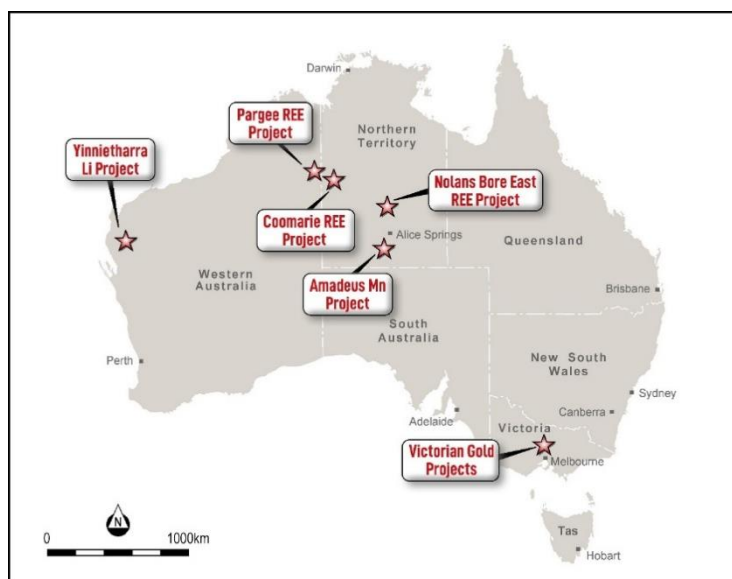 Darwin
Pargee REE
Project
Northern
Territory
Yinnietharra
Li Project
Nolans Bore East
REE Project
Coomarie REE
Project
Alice Springs
Queensland
Western
Australia
Amadeus Mn
Project
Brisbane
South
Australia
New South
Wales
Perth
Sydney
Canberra
Adelaide
Victoria
Victorian Gold
Projects
Melbourne
N
0 1000km
Tas
Hobart